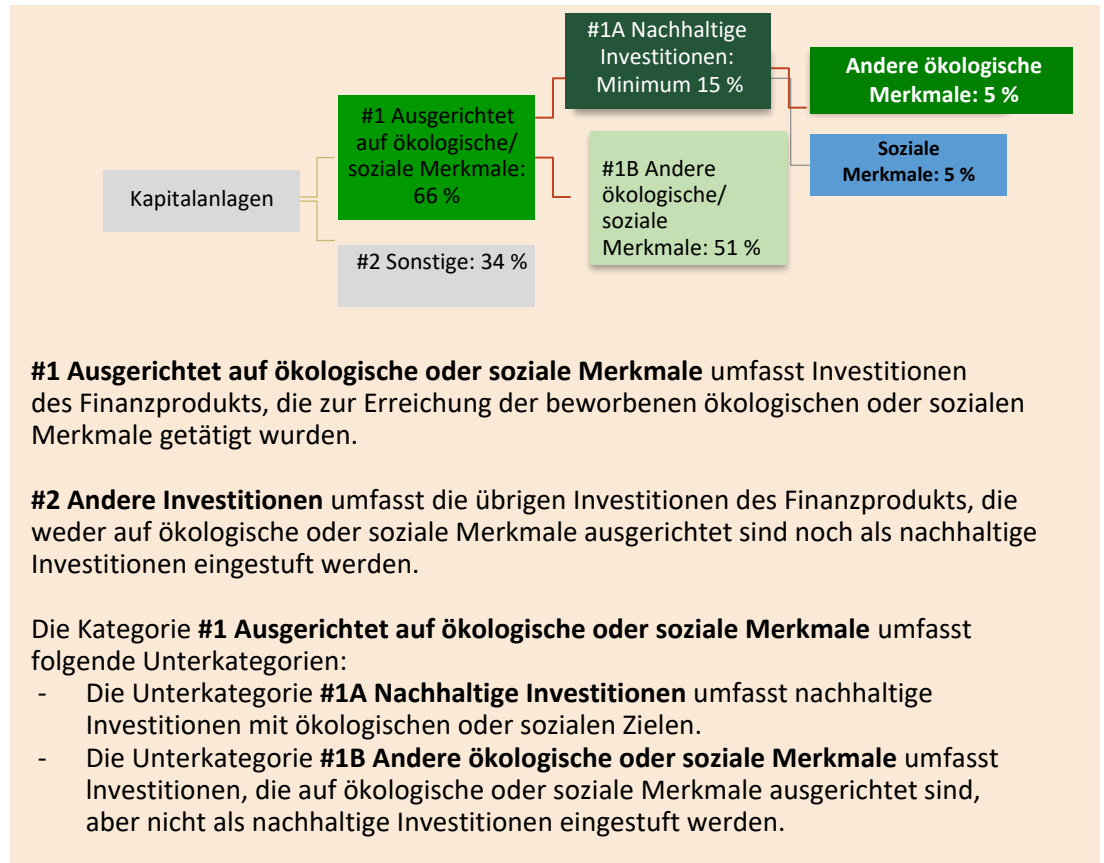 #1A Nachhaltige
Investitionen:
Minimum 15 %
Andere ökologische
Merkmale: 5 %
#1 Ausgerichtet
auf ökologische/
soziale Merkmale:
66 %
Soziale
Merkmale: 5 %
#1B Andere
ökologische/
soziale
Merkmale: 51 %
Kapitalanlagen
#2 Sonstige: 34 %
#1 Ausgerichtet auf ökologische oder soziale Merkmale umfasst Investitionen
des Finanzprodukts, die zur Erreichung der beworbenen ökologischen oder sozialen
Merkmale getätigt wurden.
#2 Andere Investitionen umfasst die übrigen Investitionen des Finanzprodukts, die
weder auf ökologische oder soziale Merkmale ausgerichtet sind noch als nachhaltige
Investitionen eingestuft werden.
Die Kategorie #1 Ausgerichtet auf ökologische oder soziale Merkmale umfasst
folgende Unterkategorien:
- Die Unterkategorie #1A Nachhaltige Investitionen umfasst nachhaltige
Investitionen mit ökologischen oder sozialen Zielen.
- Die Unterkategorie #1B Andere ökologische oder soziale Merkmale umfasst
Investitionen, die auf ökologische oder soziale Merkmale ausgerichtet sind,
aber nicht als nachhaltige Investitionen eingestuft werden.